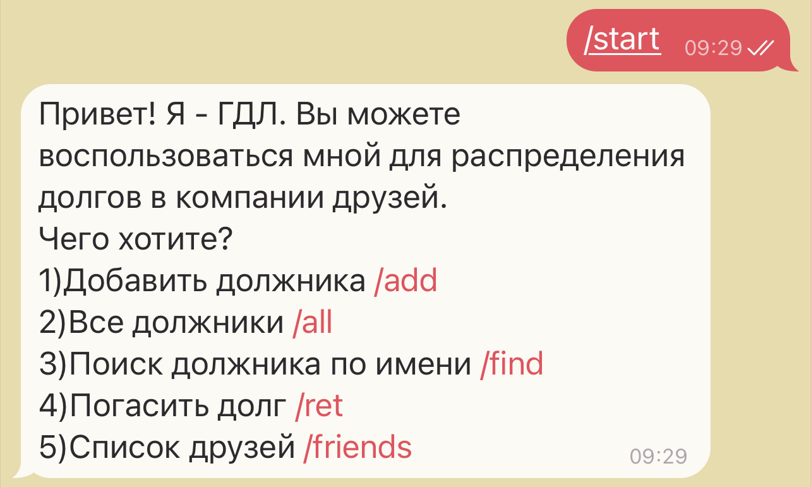 /start 09:29
Привет! Я - ГДЛ. Вы можете
воспользоваться мной для распределения
долгов в компании друзей.
Чего хотите?
1)Добавить должника /add
2)Все должники /all
3)Поиск должника по имени /find
4)Погасить долг /ret
5)Список друзей /friends
09:29